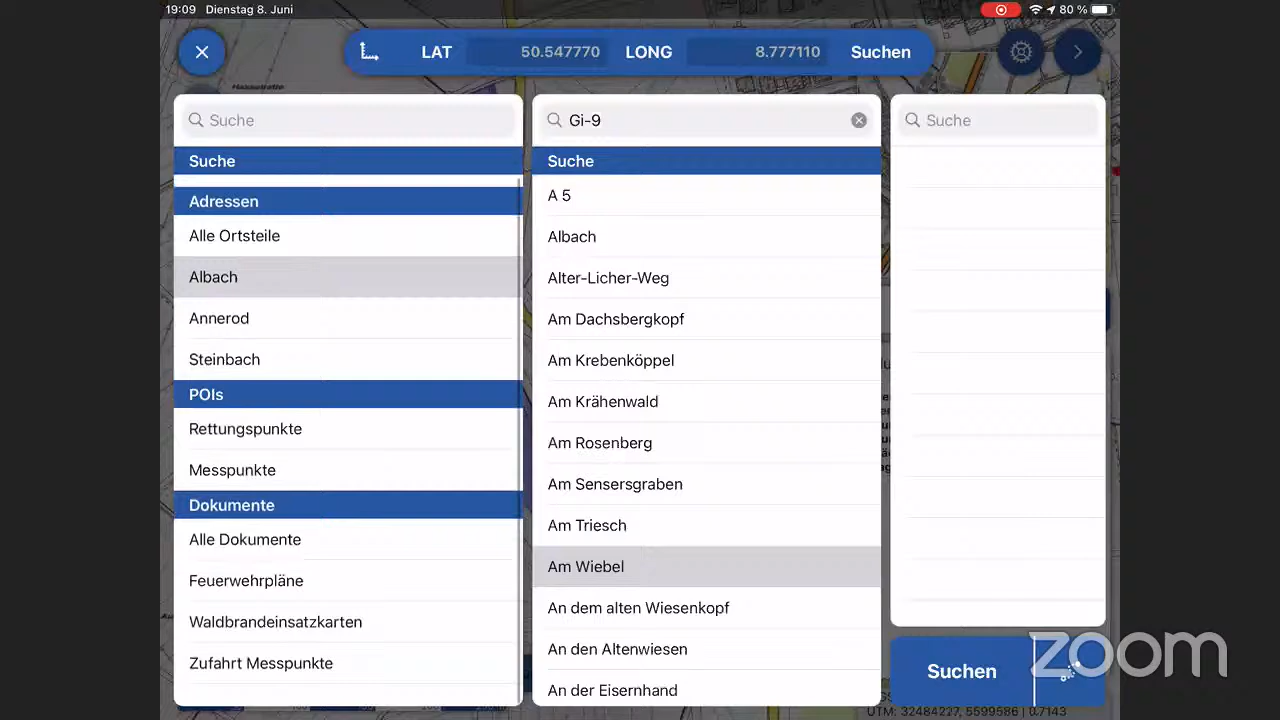 19:09 Dienstag 8. Juni
80 %
LAT 50.547770 LONG 8.777110 Suchen
Suche
Suche
Adressen
Alle Ortsteile
Albach
Annerod
Steinbach
POIs
Rettungspunkte
Messpunkte
Dokumente
Alle Dokumente
Feuerwehrpläne
Waldbrandeinsatzkarten
Zufahrt Messpunkte
Gi-9
Suche
A 5
Albach
Alter-Licher-Weg
Am Dachsbergkopf
Am Krebenköppel
Am Krähenwald
Am Rosenberg
Am Sensersgraben
Am Triesch
Am Wiebel
An dem alten Wiesenkopf
An den Altenwiesen
An der Eisernhand
Suche
Suchen
zoom
UTM: 32484227, 5599586 | 0.7143